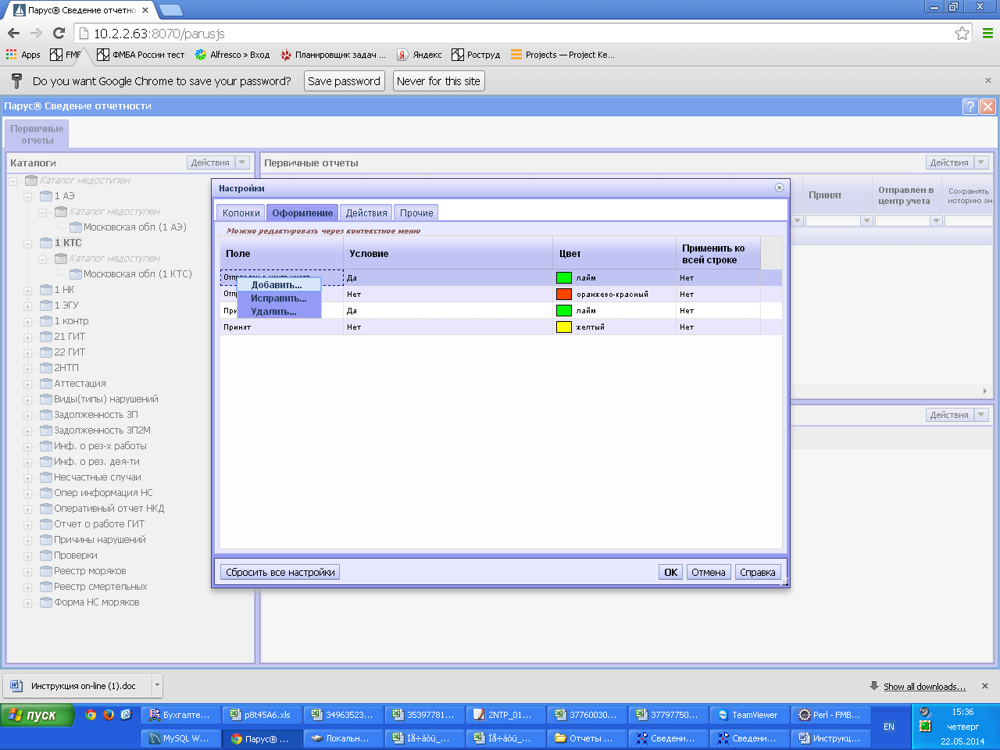 Парус® Сведение отчетно
10.2.2.63:8070/parusjs
Apps
FMF
ФМБА России тест
Alfresco » Вход
Планировщик задач ...
Яндекс
Роструд
Projects — Project Ke...
Do you want Google Chrome to save your password?
Save password
Never for this site
Парус® Сведение отчетности
Первичные отчеты
Каталоги
Действия
Первичные отчеты
Действия
Каталог недоступен
1 АЭ
Каталог недоступен
Московская обл (1 АЭ)
1 КТС
Каталог недоступен
Московская обл (1 КТС)
1 НК
1 ЭГУ
1 контр
21 ГИТ
22 ГИТ
2НТП
Аттестация
Виды(типы) нарушений
Задолженность ЗП
Задолженность ЗП2М
Инф. о рез-х работы
Инф. о рез. дея-ти
Несчастные случаи
Опер информация НС
Оперативный отчет НКД
Отчет о работе ГИТ
Причины нарушений
Проверки
Реестр моряков
Реестр смертельных
Форма НС моряков
Принят
Отправлен в центр учета
Сохранять историю зн
Действия
Настройки
Колонки
Оформление
Действия
Прочие
Можно редактировать через контекстное меню
Поле
Условие
Цвет
Применить ко всей строке
Да
лайм
Нет
Отп
Нет
оранжево-красный
Нет
При
Да
лайм
Нет
Принят
Нет
желтый
Нет
Добавить...
Исправить...
Удалить...
Сбросить все настройки
OK
Отмена
Справка
Инструкция on-line (1).doc
Show all downloads...
пуск
Бухгалте...
p8t45A6.xls
34963523...
35397781...
2NTP_01...
37760030...
37797750...
TeamViewer
Perl - FMB...
MySQL W...
Парус® ...
Локальн...
Ïå÷àòü_...
Ïå÷àòü_...
Отчеты ...
Сведени...
Сведени...
Инструкц...
EN
15:36
четверг
22.05.2014